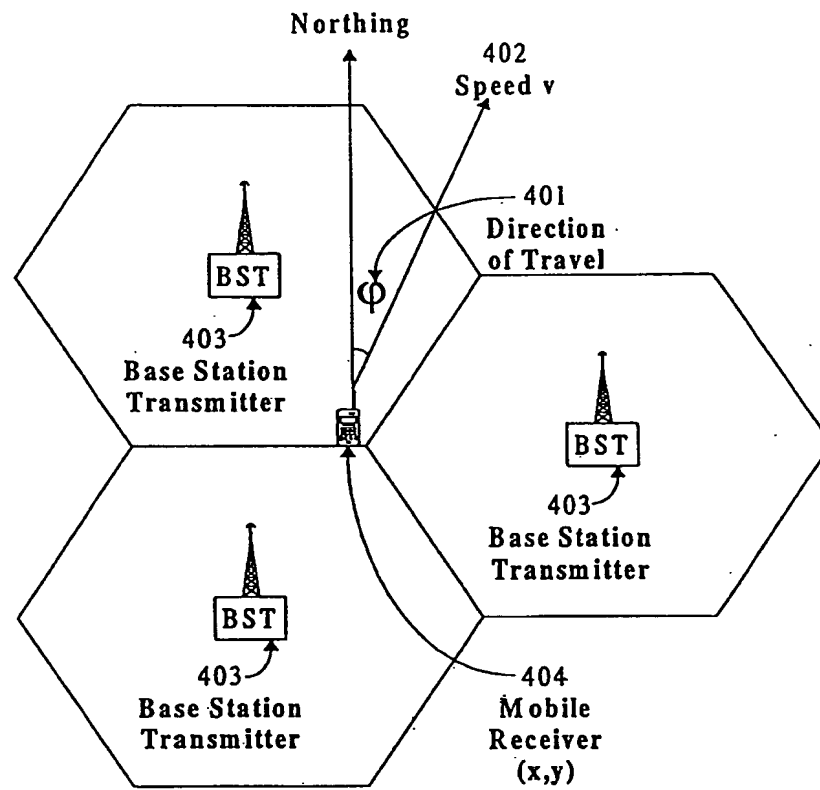 Northing
402
Speed v
401
Direction
of Travel
φ
BST
403
Base Station
Transmitter
BST
403
Base Station
Transmitter
BST
403
Base Station
Transmitter
404
Mobile
Receiver
(x,y)